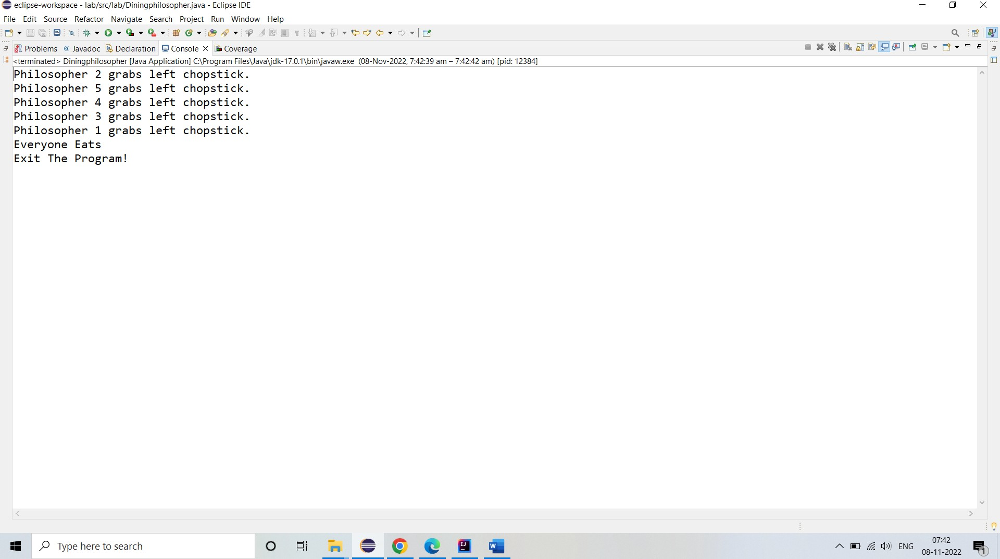 eclipse-workspace - lab/src/lab/Diningphilosopher.java - Eclipse IDE
File Edit Source Refactor Navigate Search Project Run Window Help
Problems @ Javadoc Declaration Console Coverage
<terminated> Diningphilosopher [Java Application] C:\Program Files\Java\jdk-17.0.1\bin\javaw.exe (08-Nov-2022, 7:42:39 am – 7:42:42 am) [pid: 12384]
Philosopher 2 grabs left chopstick.
Philosopher 5 grabs left chopstick.
Philosopher 4 grabs left chopstick.
Philosopher 3 grabs left chopstick.
Philosopher 1 grabs left chopstick.
Everyone Eats
Exit The Program!
Type here to search
ENG
07:42
08-11-2022
1